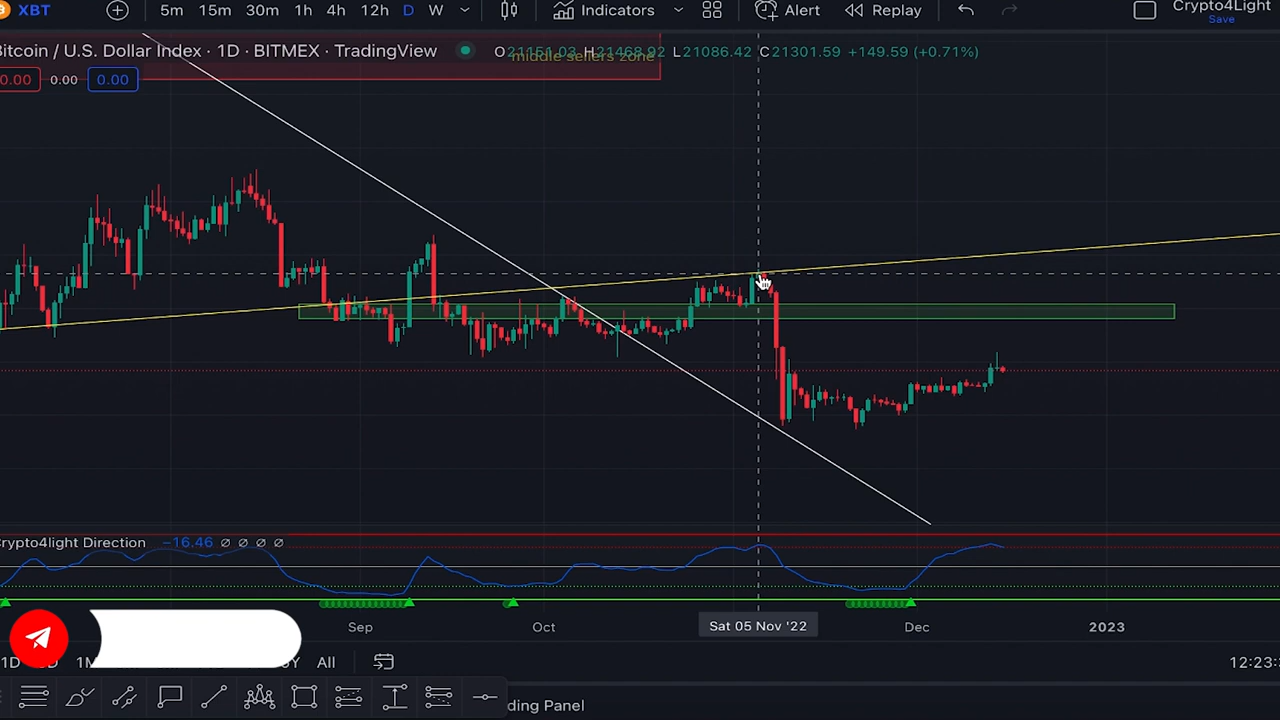 XBT 5m 15m 30m 1h 4h 12h D W Indicators Alert Replay Crypto4Light
Save
Bitcoin / U.S. Dollar Index · 1D · BITMEX · TradingView O21151.03 H21468.92 L21086.42 C21301.59 +149.59 (+0.71%)
middle sellers zone
0.00 0.00 0.00
Crypto4light Direction −16.46 ∅ ∅ ∅ ∅
Sep Oct Sat 05 Nov '22 Dec 2023
1D All 12:23:
ding Panel